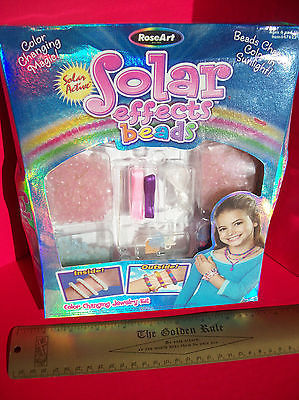 RoseArt
Color
Changing
Magic!
Beads Ch
Color in
Sunlight!
Solar
Active!
Solar
effects
beads
Inside!
Outside!
Color Changing Jewelry Kit
The Golden Rule